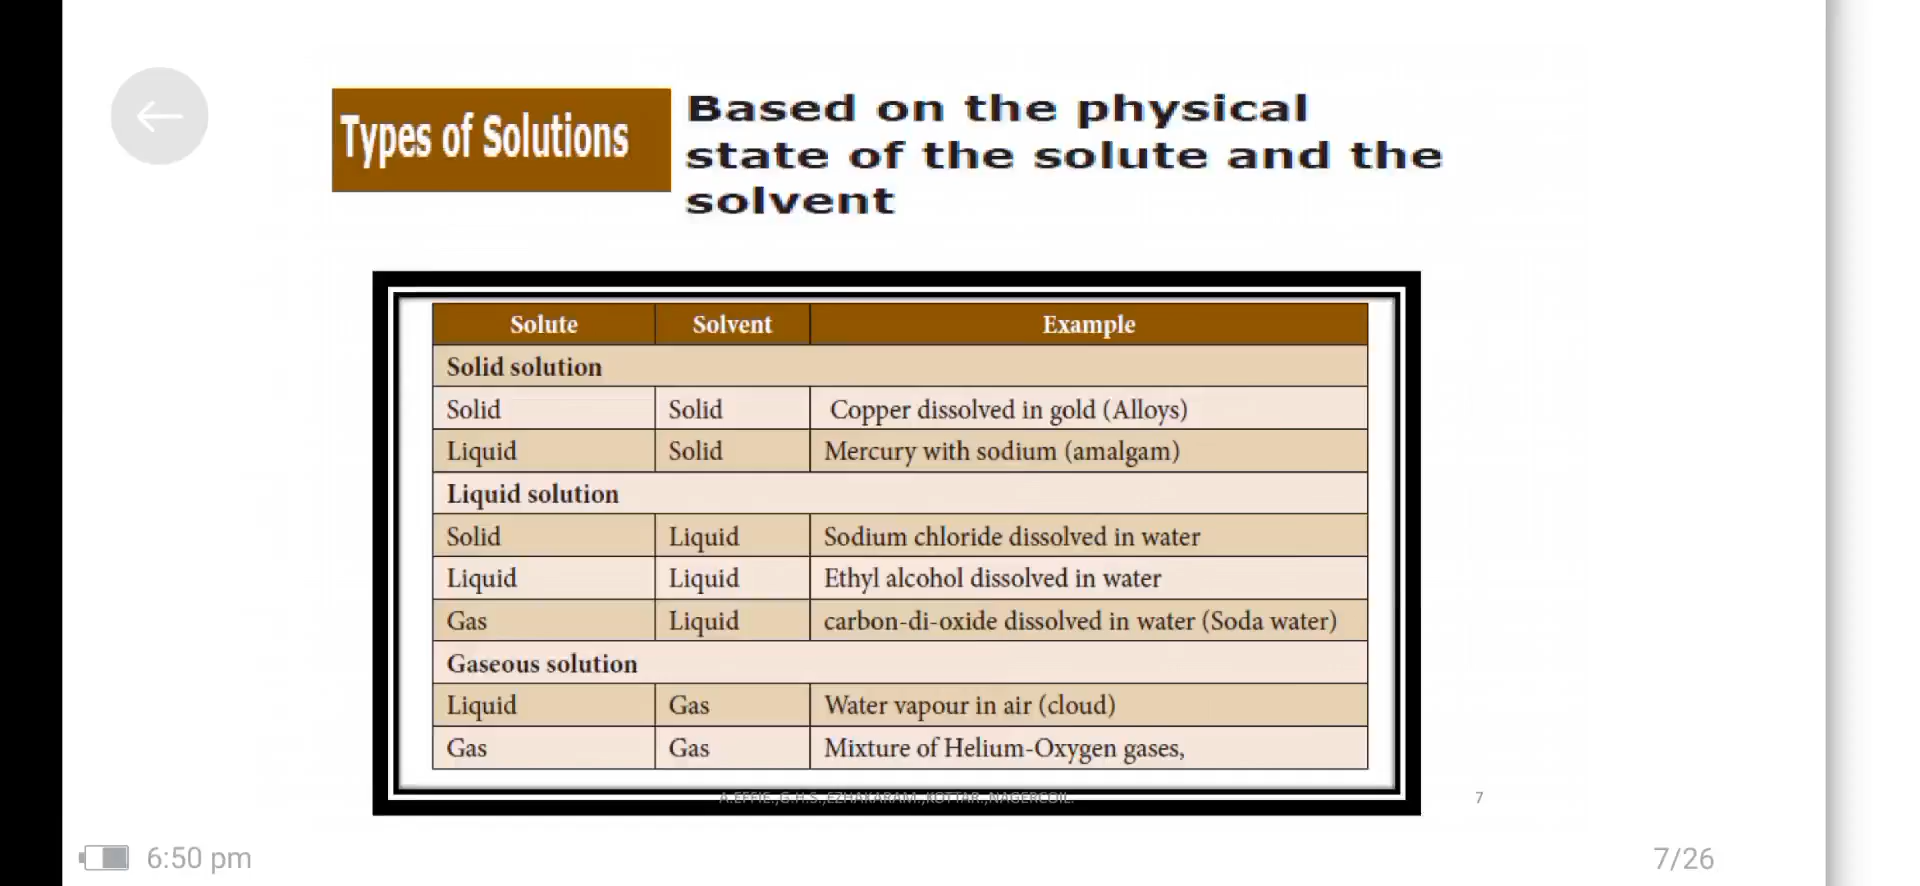 Types of Solutions
Based on the physical
state of the solute and the
solvent
Solute Solvent Example
Solid solution
Solid Solid Copper dissolved in gold (Alloys)
Liquid Solid Mercury with sodium (amalgam)
Liquid solution
Solid Liquid Sodium chloride dissolved in water
Liquid Liquid Ethyl alcohol dissolved in water
Gas Liquid carbon-di-oxide dissolved in water (Soda water)
Gaseous solution
Liquid Gas Water vapour in air (cloud)
Gas Gas Mixture of Helium-Oxygen gases,
A.EFFIE.,G.H.S.,EZHAKARAM.,KOTTAR.,NAGERCOIL.
7
6:50 pm
7/26